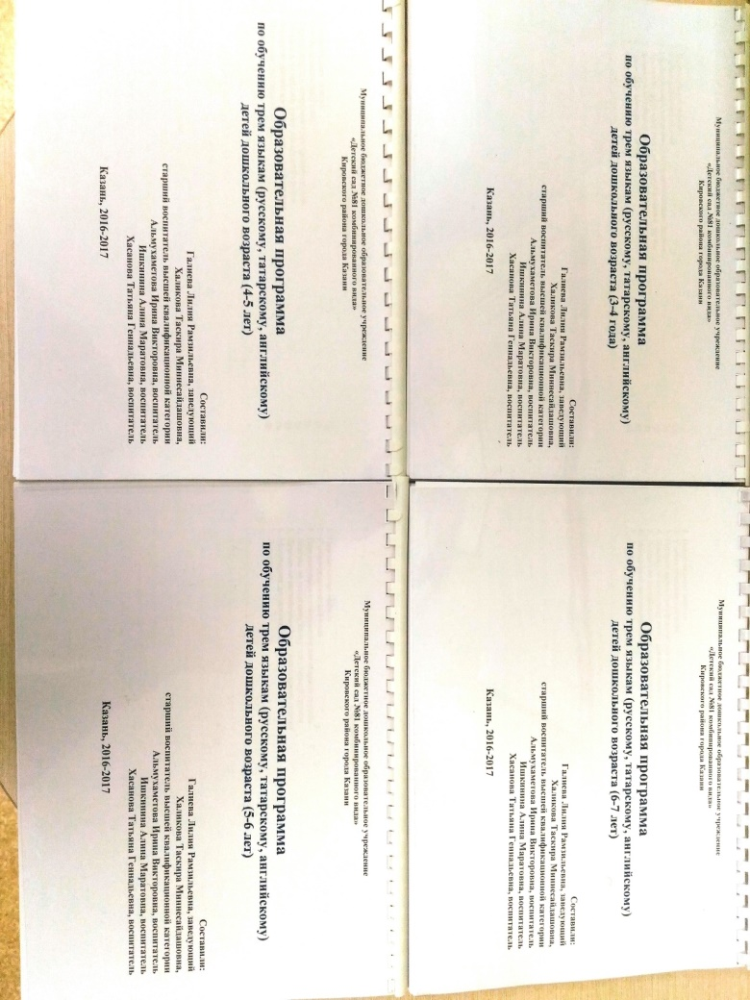 Муниципальное бюджетное дошкольное образовательное учреждение
«Детский сад №81 комбинированного вида»
Кировского района города Казани
Образовательная программа
по обучению трем языкам (русскому, татарскому, английскому)
детей дошкольного возраста (3-4 года)
Составили:
Галиева Лилия Рамзильевна, заведующий
Халикова Таскира Миннесайдашовна,
старший воспитатель высшей квалификационной категории
Альмухаметова Ирина Викторовна, воспитатель
Ишкинина Алина Маратовна, воспитатель
Хасанова Татьяна Геннадьевна, воспитатель
Казань, 2016-2017
Муниципальное бюджетное дошкольное образовательное учреждение
«Детский сад №81 комбинированного вида»
Кировского района города Казани
Образовательная программа
по обучению трем языкам (русскому, татарскому, английскому)
детей дошкольного возраста (6-7 лет)
Составили:
Галиева Лилия Рамзильевна, заведующий
Халикова Таскира Миннесайдашовна,
старший воспитатель высшей квалификационной категории
Альмухаметова Ирина Викторовна, воспитатель
Ишкинина Алина Маратовна, воспитатель
Хасанова Татьяна Геннадьевна, воспитатель
Казань, 2016-2017
Муниципальное бюджетное дошкольное образовательное учреждение
«Детский сад №81 комбинированного вида»
Кировского района города Казани
Образовательная программа
по обучению трем языкам (русскому, татарскому, английскому)
детей дошкольного возраста (4-5 лет)
Составили:
Галиева Лилия Рамзильевна, заведующий
Халикова Таскира Миннесайдашовна,
старший воспитатель высшей квалификационной категории
Альмухаметова Ирина Викторовна, воспитатель
Ишкинина Алина Маратовна, воспитатель
Хасанова Татьяна Геннадьевна, воспитатель
Казань, 2016-2017
Муниципальное бюджетное дошкольное образовательное учреждение
«Детский сад №81 комбинированного вида»
Кировского района города Казани
Образовательная программа
по обучению трем языкам (русскому, татарскому, английскому)
детей дошкольного возраста (5-6 лет)
Составили:
Галиева Лилия Рамзильевна, заведующий
Халикова Таскира Миннесайдашовна,
старший воспитатель высшей квалификационной категории
Альмухаметова Ирина Викторовна, воспитатель
Ишкинина Алина Маратовна, воспитатель
Хасанова Татьяна Геннадьевна, воспитатель
Казань, 2016-2017